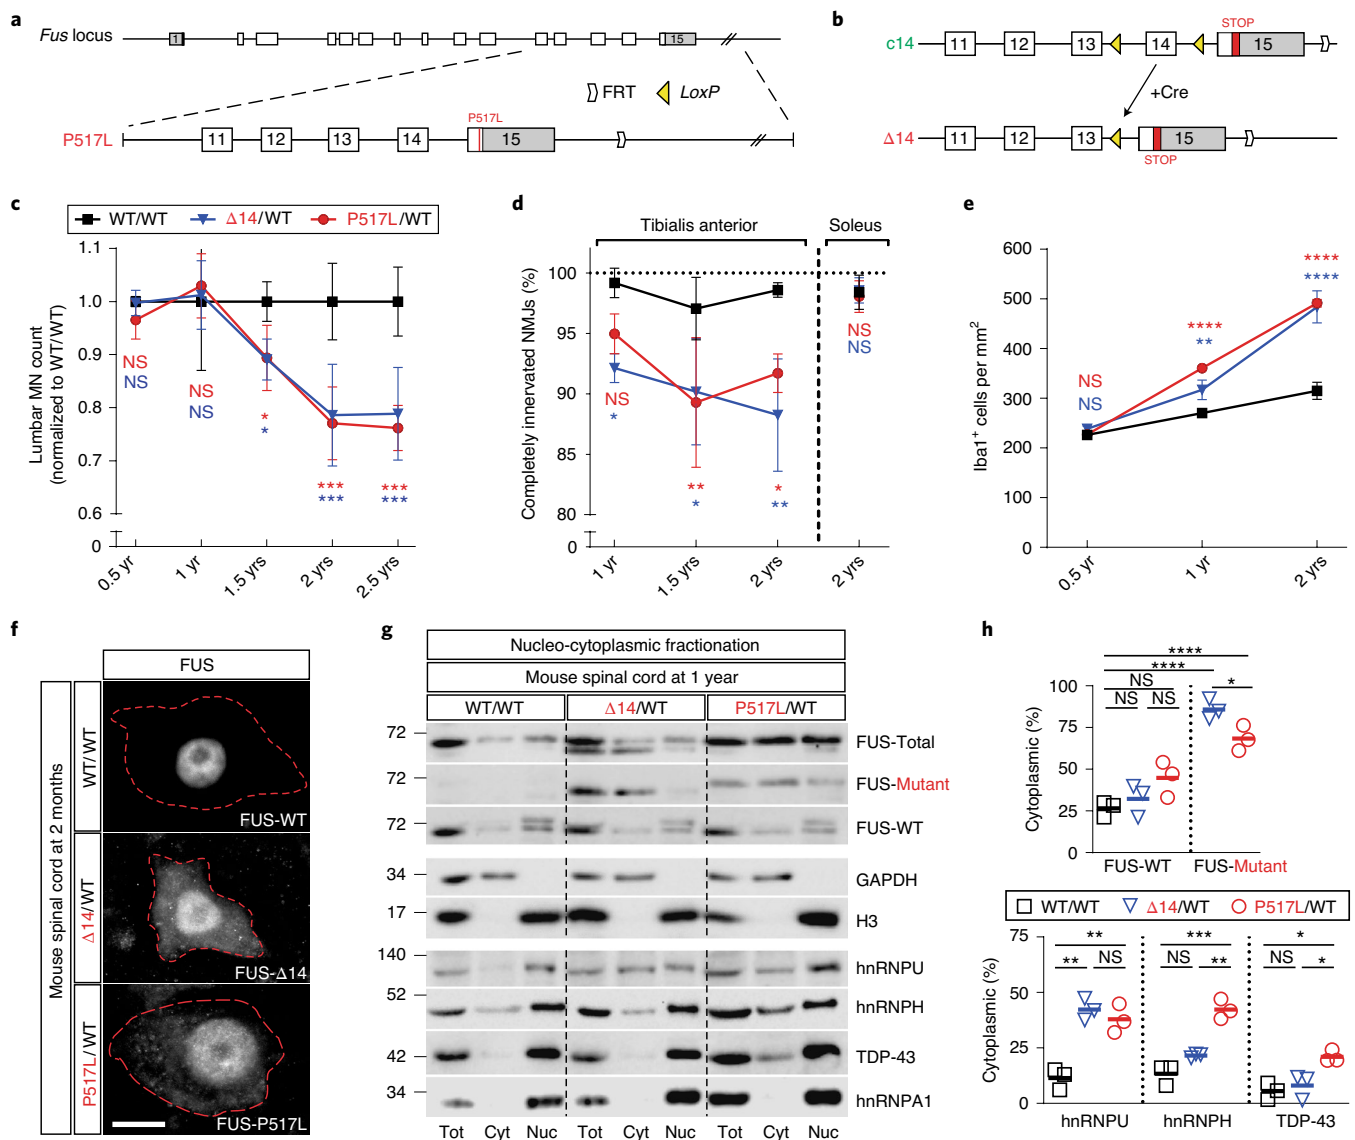 a
Fus locus
1
15
FRT
LoxP
P517L
P517L
11
12
13
14
15
b
STOP
c14
11
12
13
14
15
+Cre
Δ14
11
12
13
15
STOP
c
WT/WT
Δ14/WT
P517L/WT
Lumbar MN count
(normalized to WT/WT)
1.1
1.0
0.9
0.8
0.7
0.6
0
NS
NS
NS
NS
*
*
***
***
***
***
0.5 yr
1 yr
1.5 yrs
2 yrs
2.5 yrs
d
Tibialis anterior
Soleus
Completely innervated NMJs (%)
100
95
90
85
80
0
NS
*
**
*
*
**
NS
NS
1 yr
1.5 yrs
2 yrs
2 yrs
e
Iba1+ cells per mm2
600
500
400
300
200
100
0
NS
NS
****
**
****
****
0.5 yr
1 yr
2 yrs
f
FUS
Mouse spinal cord at 2 months
WT/WT
FUS-WT
Δ14/WT
FUS-Δ14
P517L/WT
FUS-P517L
g
Nucleo-cytoplasmic fractionation
Mouse spinal cord at 1 year
WT/WT
Δ14/WT
P517L/WT
72
FUS-Total
72
FUS-Mutant
72
FUS-WT
34
GAPDH
17
H3
140
hnRNPU
52
hnRNPH
42
TDP-43
34
hnRNPA1
Tot Cyt Nuc Tot Cyt Nuc Tot Cyt Nuc
h
****
****
NS
NS NS
*
Cytoplasmic (%)
100
75
50
25
0
FUS-WT
FUS-Mutant
WT/WT
Δ14/WT
P517L/WT
Cytoplasmic (%)
75
50
25
0
**
** NS
***
NS **
*
NS *
hnRNPU
hnRNPH
TDP-43